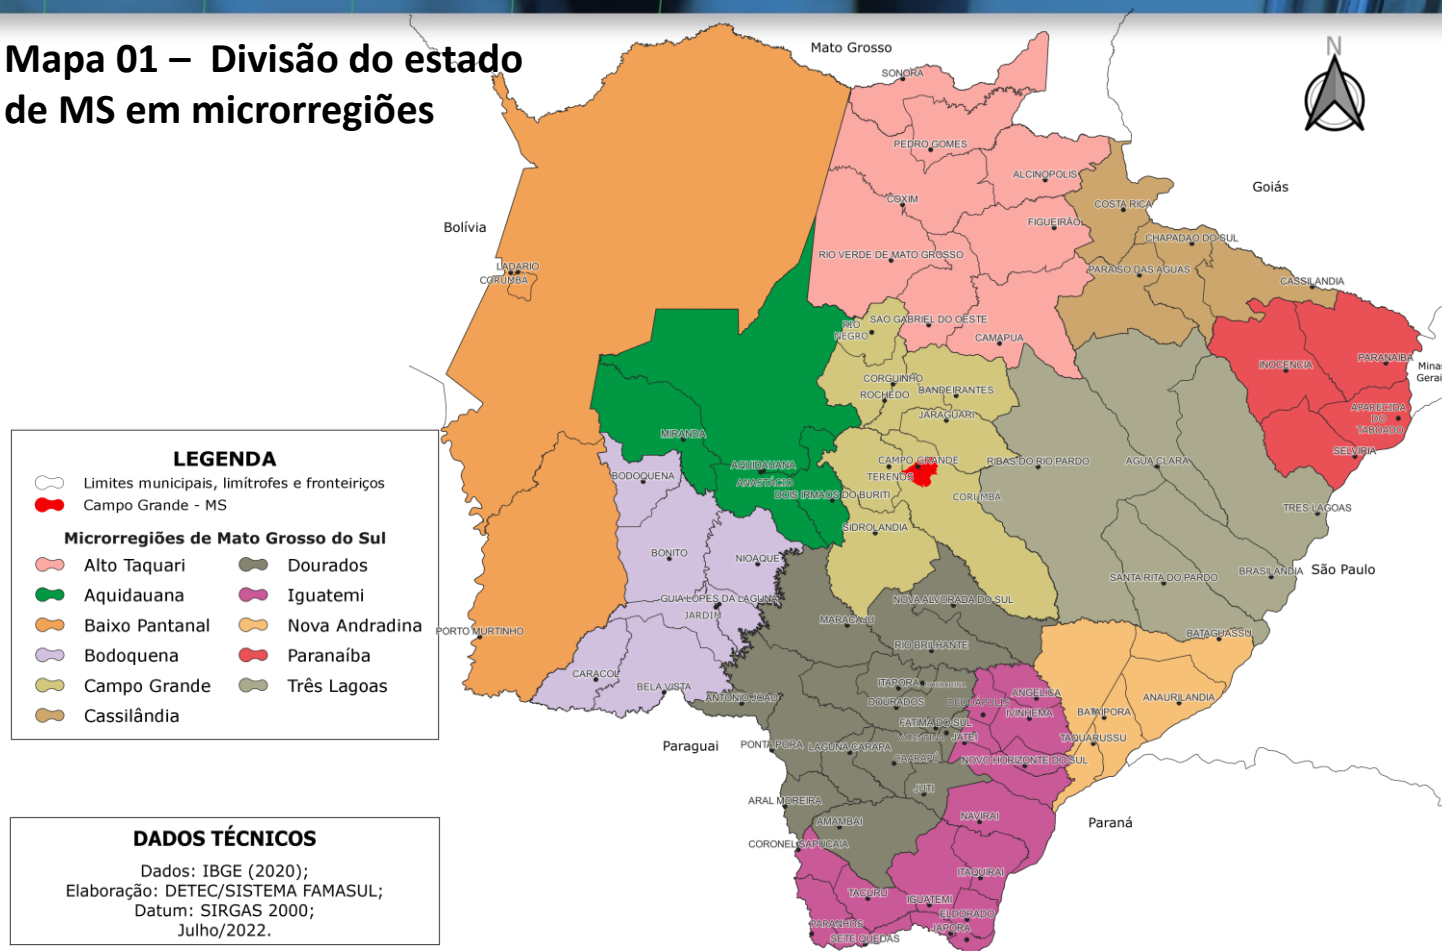 Mapa 01 – Divisão do estado
de MS em microrregiões
Mato Grosso
N
SONORA
PEDRO GOMES
ALCINOPOLIS
Goiás
COXIM
COSTA RICA
FIGUEIRÃO
Bolívia
CHAPADAO DO SUL
RIO VERDE DE MATO GROSSO
LADARIO
CORUMBÁ
PARAISO DAS AGUAS
CASSILANDIA
SAO GABRIEL DO OESTE
RIO
NEGRO
CAMAPUA
PARANAIBA
INOCENCIA
Minas
Gerai
CORGUINHO
BANDEIRANTES
ROCHEDO
APARECIDA
DO
TABOADO
JARAGUARI
MIRANDA
SELVIRIA
CAMPO GRANDE
RIBAS DO RIO PARDO
AGUA CLARA
AQUIDAUANA
BODOQUENA
TERENOS
ANASTÁCIO
DOIS IRMAOS DO BURITI
CORUMBÁ
TRES LAGOAS
SIDROLANDIA
BONITO
NIOAQUE
BRASILANDIA
São Paulo
SANTA RITA DO PARDO
GUIA LOPES DA LAGUNA
NOVA ALVORADA DO SUL
JARDIM
MARACAJU
PORTO MURTINHO
BATAGUASSU
RIO BRILHANTE
CARACOL
ITAPORA
BELA VISTA
ANGELICA
ANTONIO JOAO
DOURADOS
DEODÁPOLIS
ANAURILANDIA
IVINHEMA
BATAIPORA
FATIMA DO SUL
VICENTINA
JATEI
TAQUARUSSU
Paraguai
PONTA PORA
LAGUNA CARAPA
CAARAPÓ
NOVO HORIZONTE DO SUL
JUTI
ARAL MOREIRA
AMAMBAI
NAVIRAI
Paraná
CORONEL SAPUCAIA
ITAQUIRAI
TACURU
IGUATEMI
ELDORADO
PARANHOS
JAPORA
SETE QUEDAS
LEGENDA
Limites municipais, limítrofes e fronteiriços
Campo Grande - MS
Microrregiões de Mato Grosso do Sul
Alto Taquari
Aquidauana
Baixo Pantanal
Bodoquena
Campo Grande
Cassilândia
Dourados
Iguatemi
Nova Andradina
Paranaíba
Três Lagoas
DADOS TÉCNICOS
Dados: IBGE (2020);
Elaboração: DETEC/SISTEMA FAMASUL;
Datum: SIRGAS 2000;
Julho/2022.